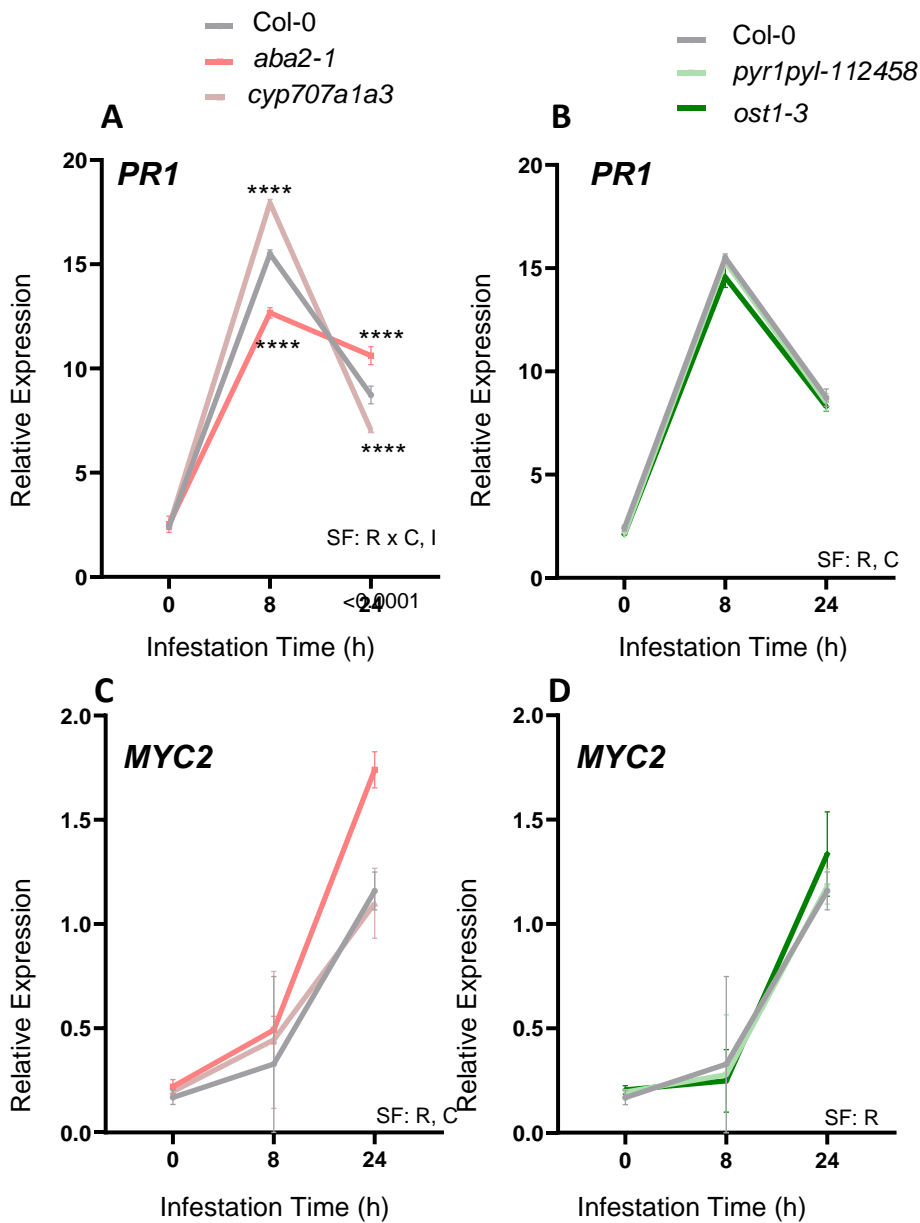 Col-0
aba2-1
cyp707a1a3
Col-0
pyr1pyl-112458
ost1-3
A
PR1
20
15
10
5
0
Relative Expression
****
****
****
****
SF: R x C, I
<0.0001
0
8
24
Infestation Time (h)
B
PR1
20
15
10
5
0
Relative Expression
SF: R, C
0
8
24
Infestation Time (h)
C
MYC2
2.0
1.5
1.0
0.5
0.0
Relative Expression
SF: R, C
0
8
24
Infestation Time (h)
D
MYC2
2.0
1.5
1.0
0.5
0.0
Relative Expression
SF: R
0
8
24
Infestation Time (h)